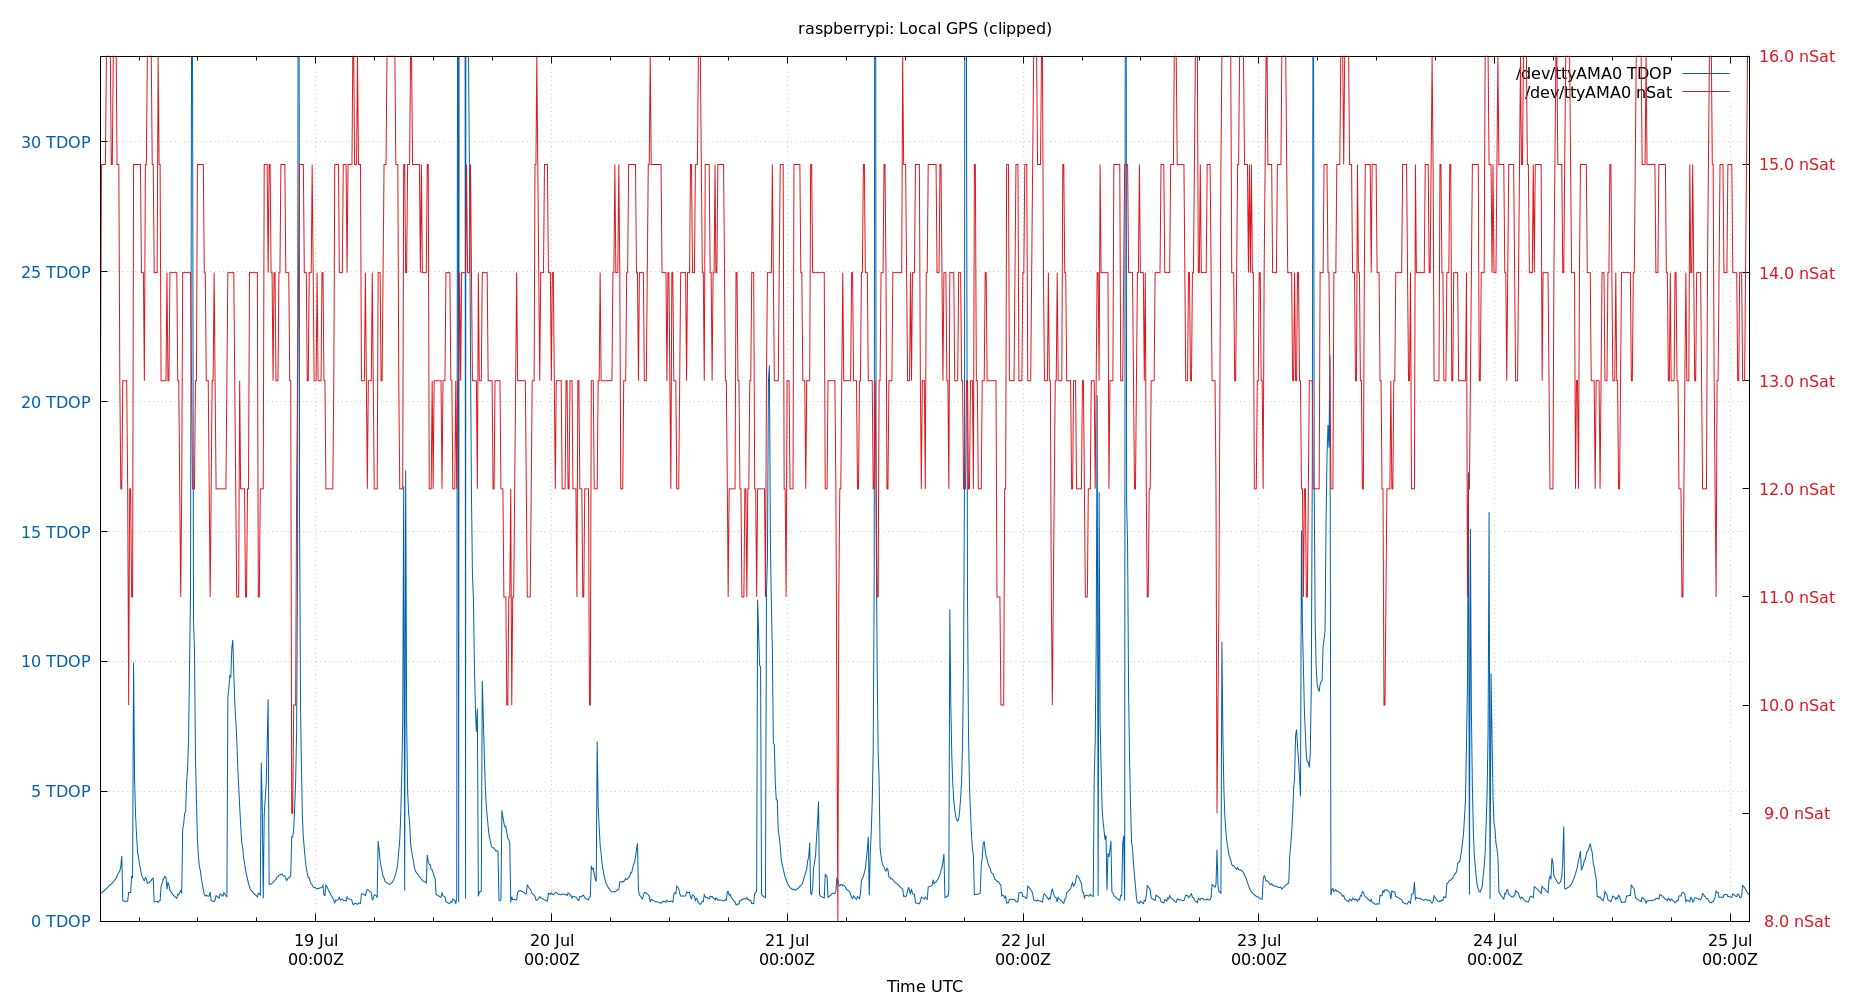 raspberrypi: Local GPS (clipped)
/dev/ttyAMA0 TDOP
/dev/ttyAMA0 nSat
30 TDOP
25 TDOP
20 TDOP
15 TDOP
10 TDOP
5 TDOP
0 TDOP
16.0 nSat
15.0 nSat
14.0 nSat
13.0 nSat
12.0 nSat
11.0 nSat
10.0 nSat
9.0 nSat
8.0 nSat
19 Jul
00:00Z
20 Jul
00:00Z
21 Jul
00:00Z
22 Jul
00:00Z
23 Jul
00:00Z
24 Jul
00:00Z
25 Jul
00:00Z
Time UTC